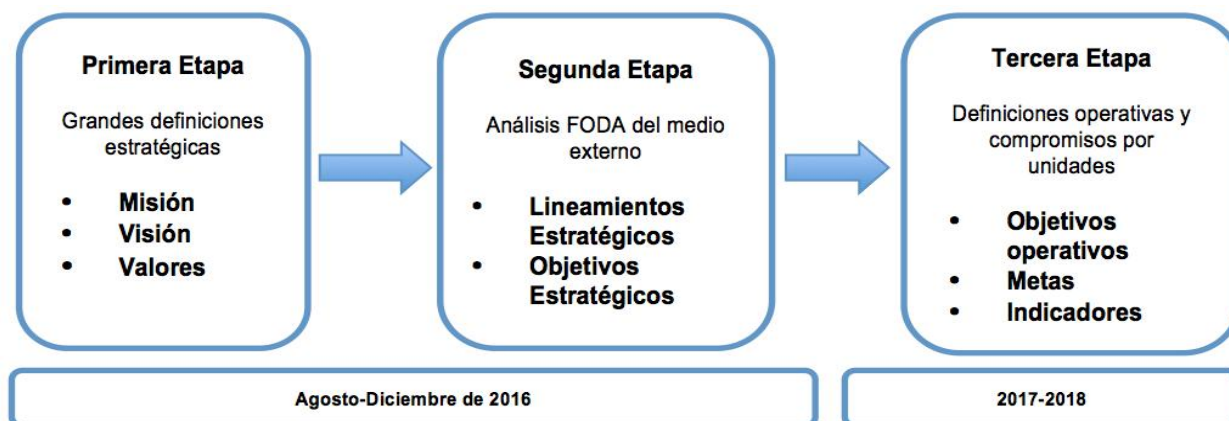 Primera Etapa
Grandes definiciones
estratégicas
• Misión
• Visión
• Valores
Segunda Etapa
Análisis FODA del medio
externo
• Lineamientos
Estratégicos
• Objetivos
Estratégicos
Tercera Etapa
Definiciones operativas y
compromisos por
unidades
• Objetivos
operativos
• Metas
• Indicadores
Agosto-Diciembre de 2016
2017-2018